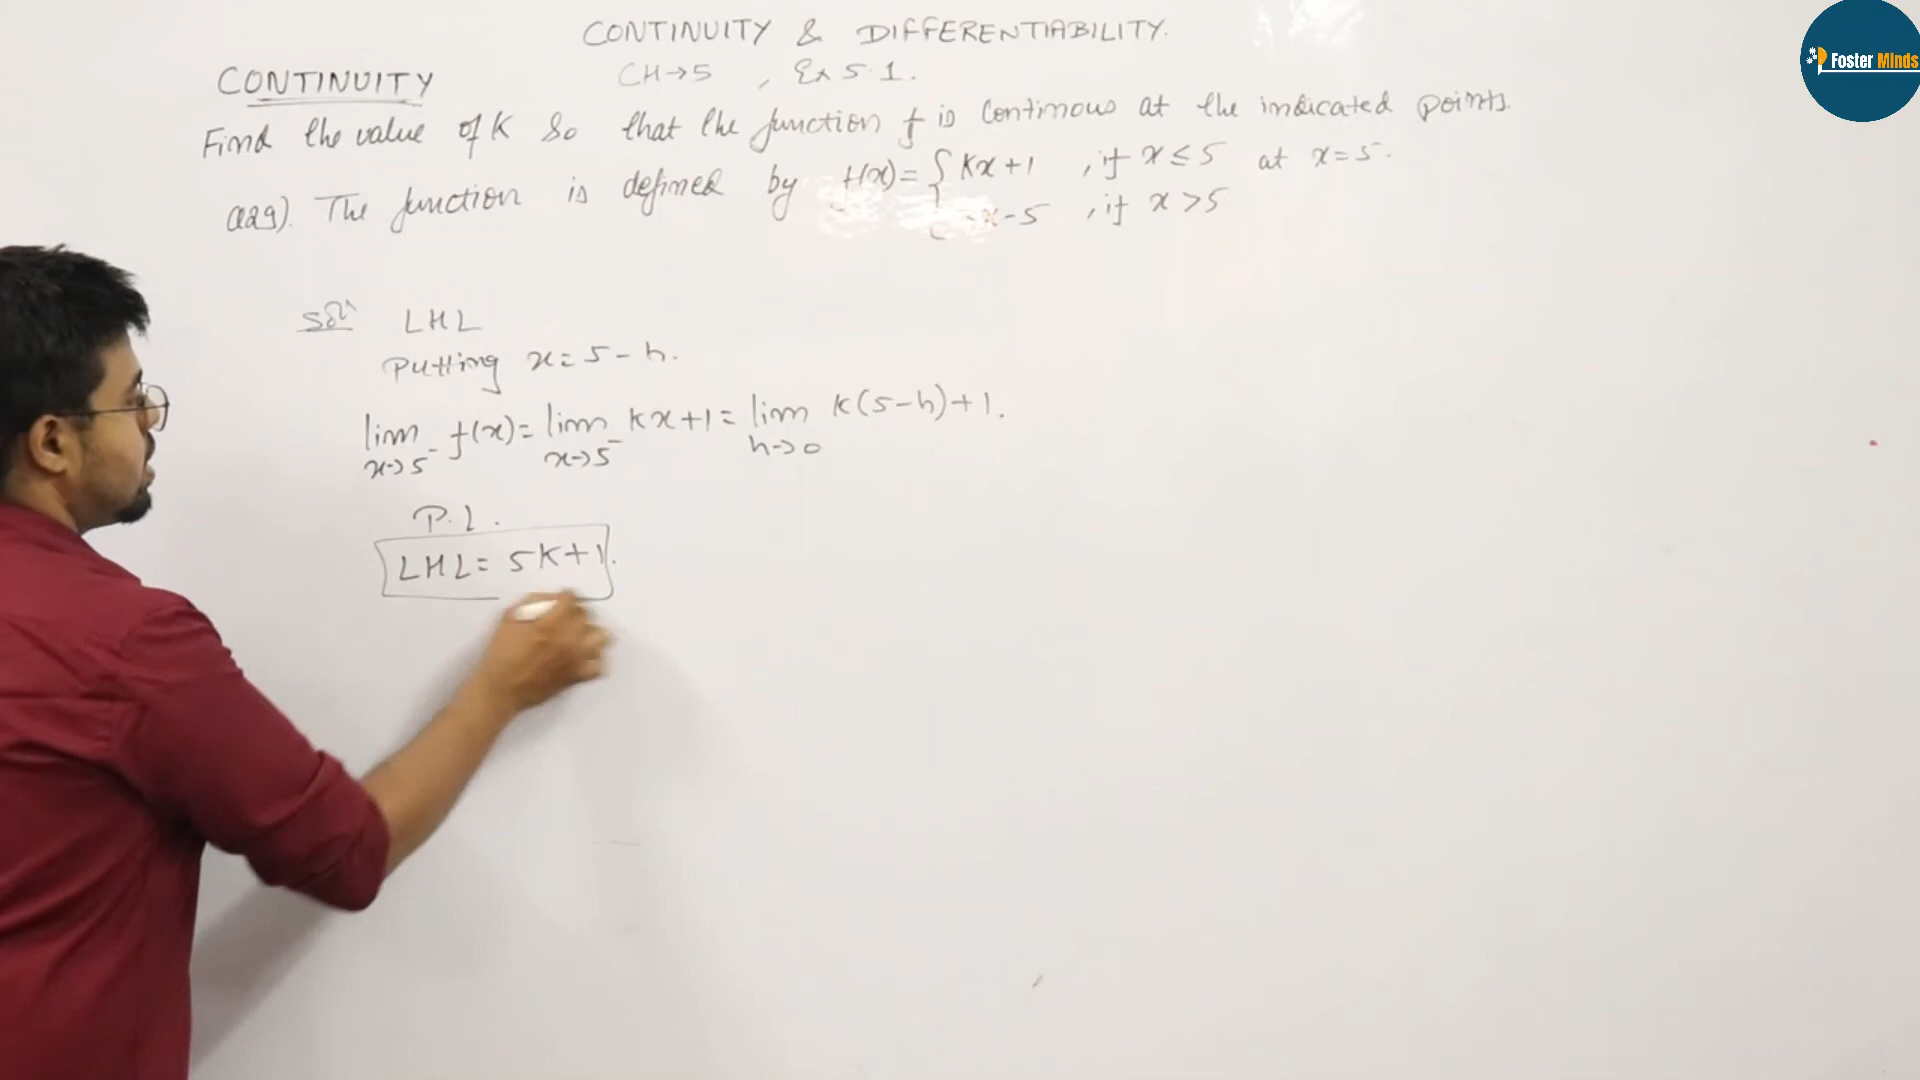 CONTINUITY & DIFFERENTIABILITY.
CH→5 , Ex 5.1.
Foster Minds
CONTINUITY
Find the value of K so that the function f is Continous at the indicated points.
Q29). The function is defined by f(x) = { Kx + 1 , if x ≤ 5 at x = 5.
x - 5 , if x > 5
Solⁿ LHL
Putting x = 5 - h.
lim x→5⁻ f(x) = lim x→5⁻ Kx + 1 = lim h→0 K(5-h) + 1.
P.L.
LHL = 5K + 1.